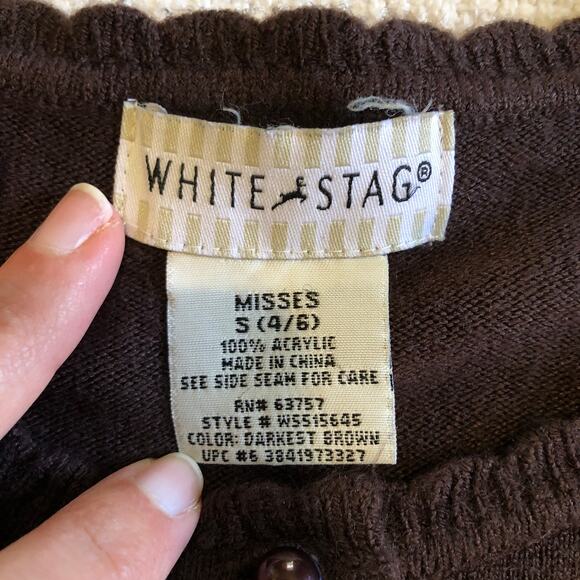 WHITE STAG®
MISSES
S (4/6)
100% ACRYLIC
MADE IN CHINA
SEE SIDE SEAM FOR CARE
RN# 63757
STYLE # WS515645
COLOR: DARKEST BROWN
UPC #6 3841973327